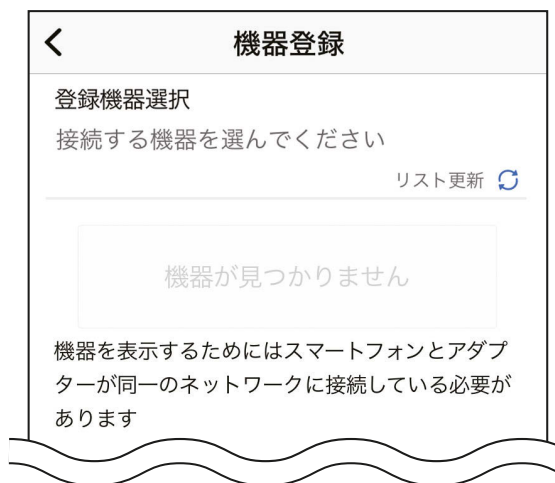 機器登録
登録機器選択
接続する機器を選んでください
リスト更新
機器が見つかりません
機器を表示するためにはスマートフォンとアダプ
ターが同一のネットワークに接続している必要が
あります